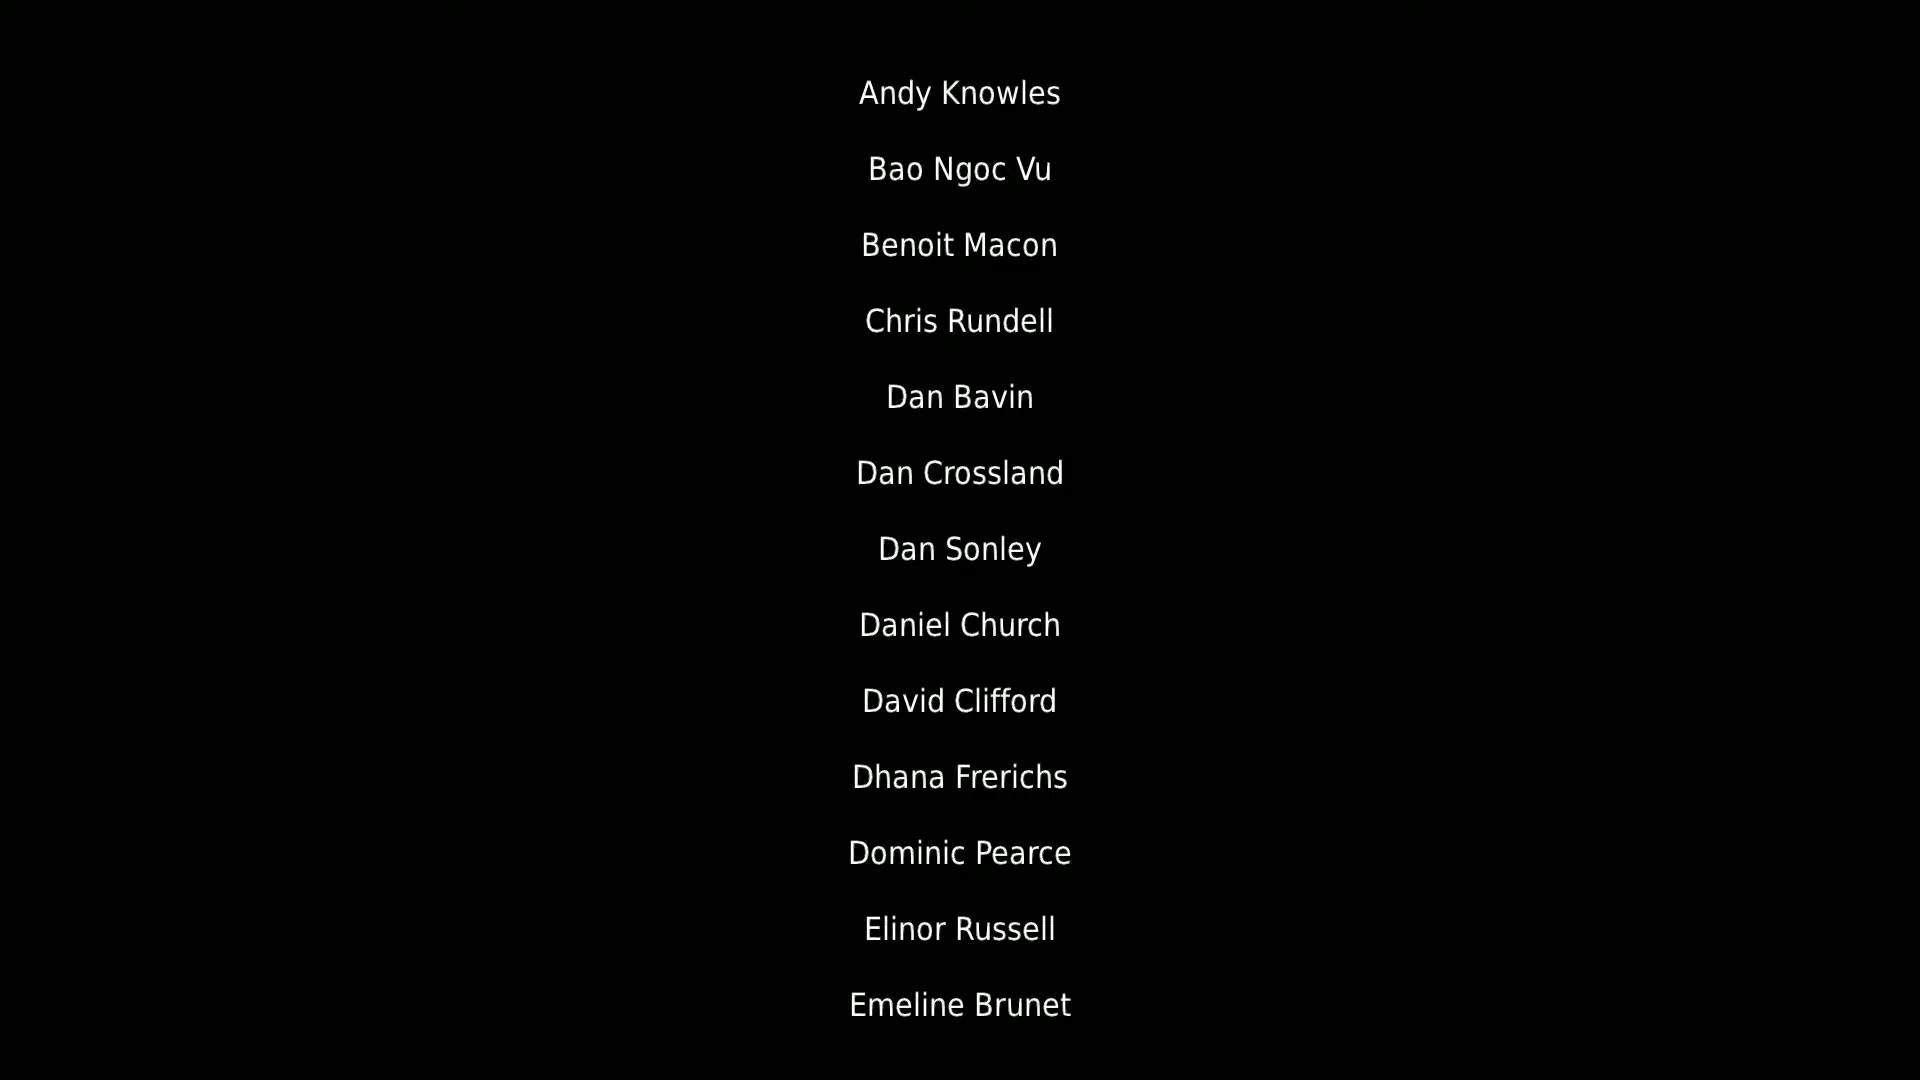 Andy Knowles
Bao Ngoc Vu
Benoit Macon
Chris Rundell
Dan Bavin
Dan Crossland
Dan Sonley
Daniel Church
David Clifford
Dhana Frerichs
Dominic Pearce
Elinor Russell
Emeline Brunet